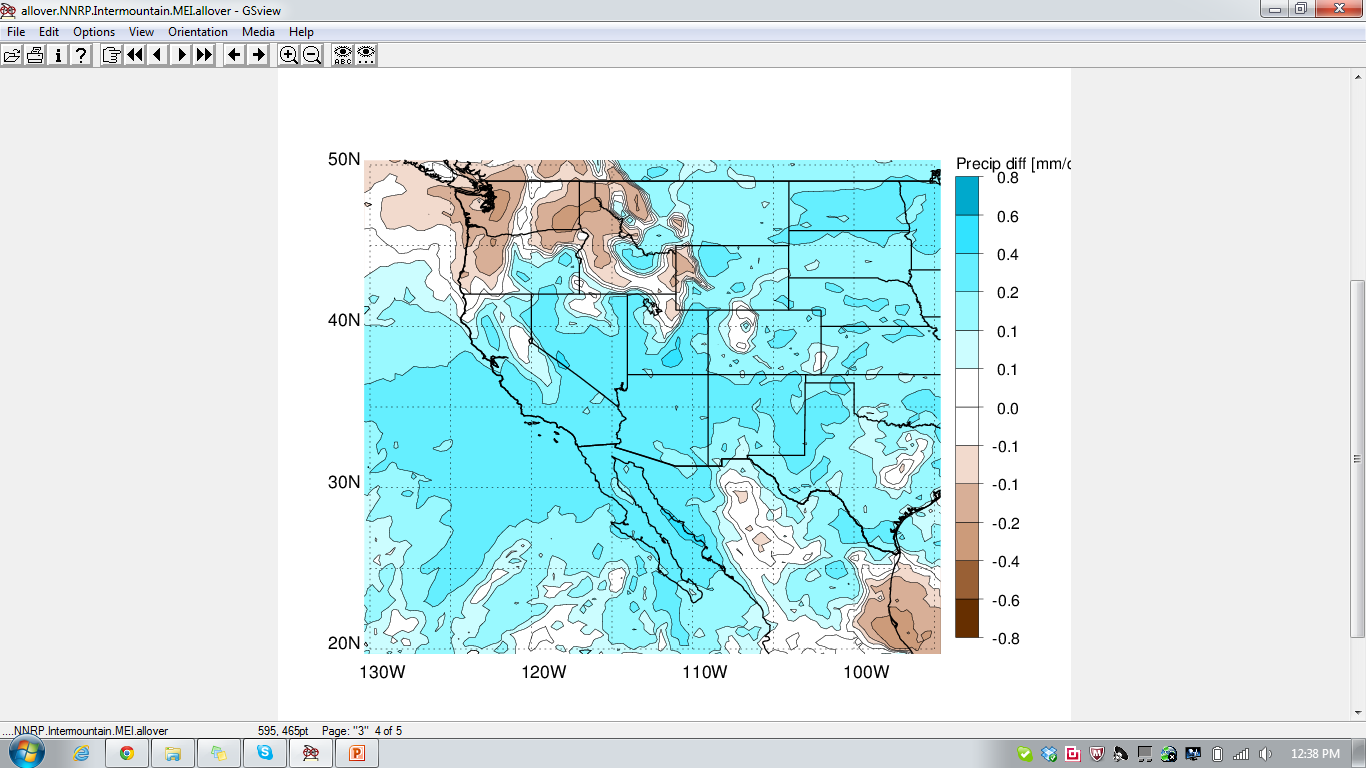 allover.NNRP.Intermountain.MEI.allover - GSview
File Edit Options View Orientation Media Help
i ? ABC
50N
40N
30N
20N
130W 120W 110W 100W
Precip diff [mm/d
0.8
0.6
0.4
0.2
0.1
0.1
0.0
-0.1
-0.1
-0.2
-0.4
-0.6
-0.8
....NNRP.Intermountain.MEI.allover 595, 465pt Page: "3" 4 of 5
12:38 PM